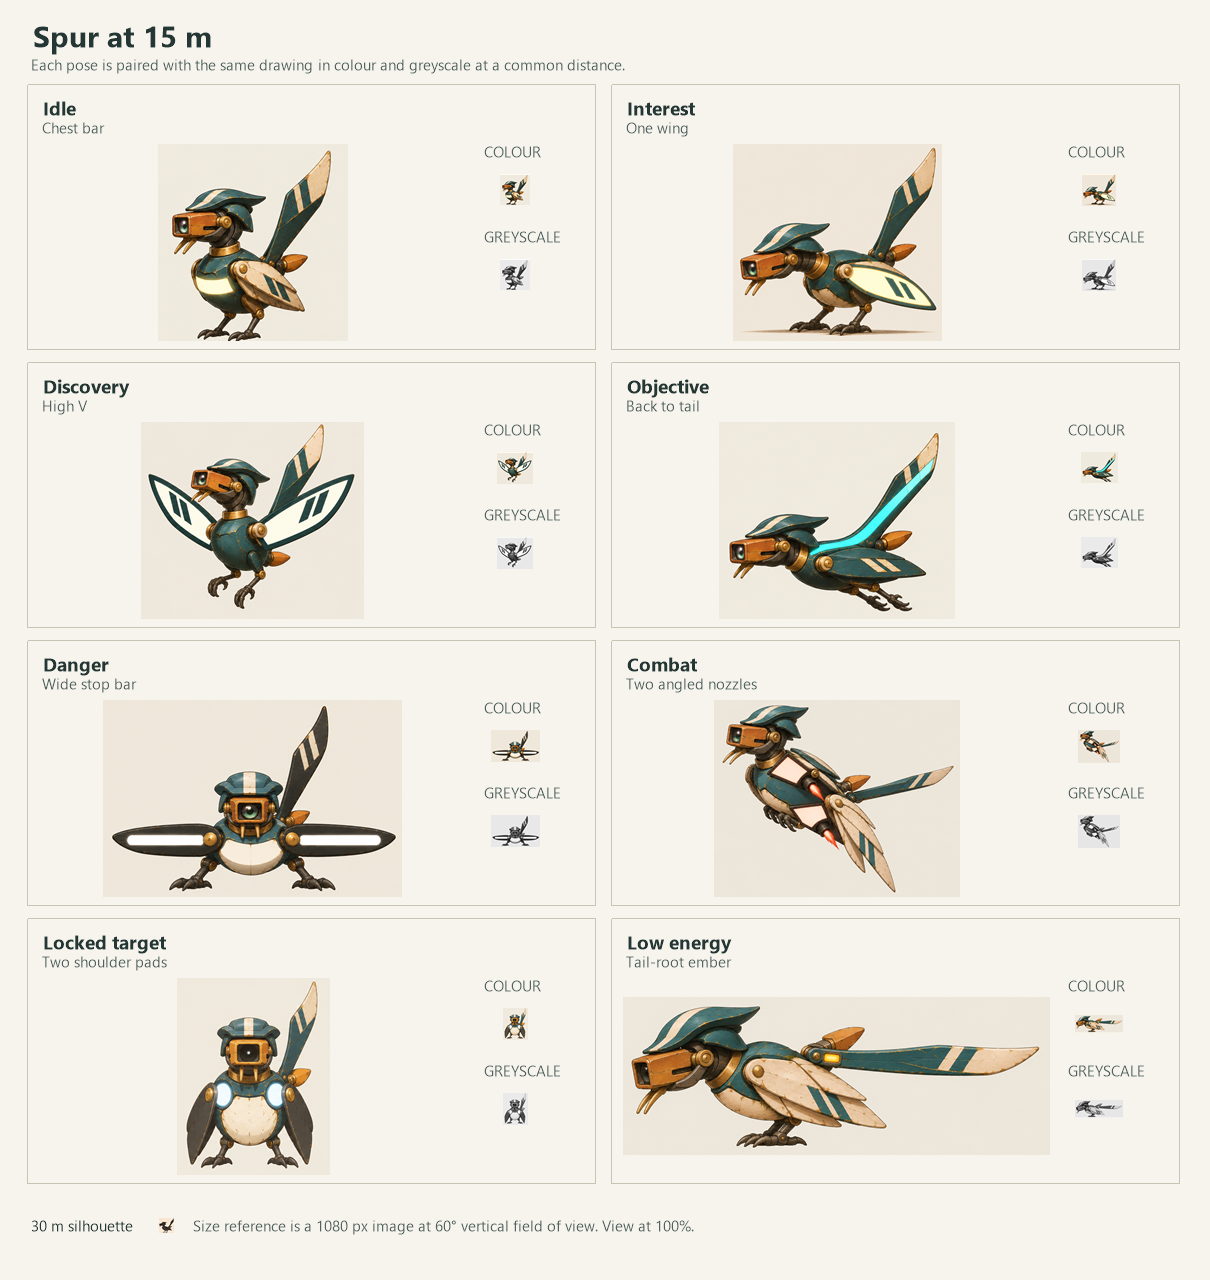 Spur at 15 m
Each pose is paired with the same drawing in colour and greyscale at a common distance.
Idle
Chest bar
COLOUR
GREYSCALE
Interest
One wing
COLOUR
GREYSCALE
Discovery
High V
COLOUR
GREYSCALE
Objective
Back to tail
COLOUR
GREYSCALE
Danger
Wide stop bar
COLOUR
GREYSCALE
Combat
Two angled nozzles
COLOUR
GREYSCALE
Locked target
Two shoulder pads
COLOUR
GREYSCALE
Low energy
Tail-root ember
COLOUR
GREYSCALE
30 m silhouette
Size reference is a 1080 px image at 60° vertical field of view. View at 100%.